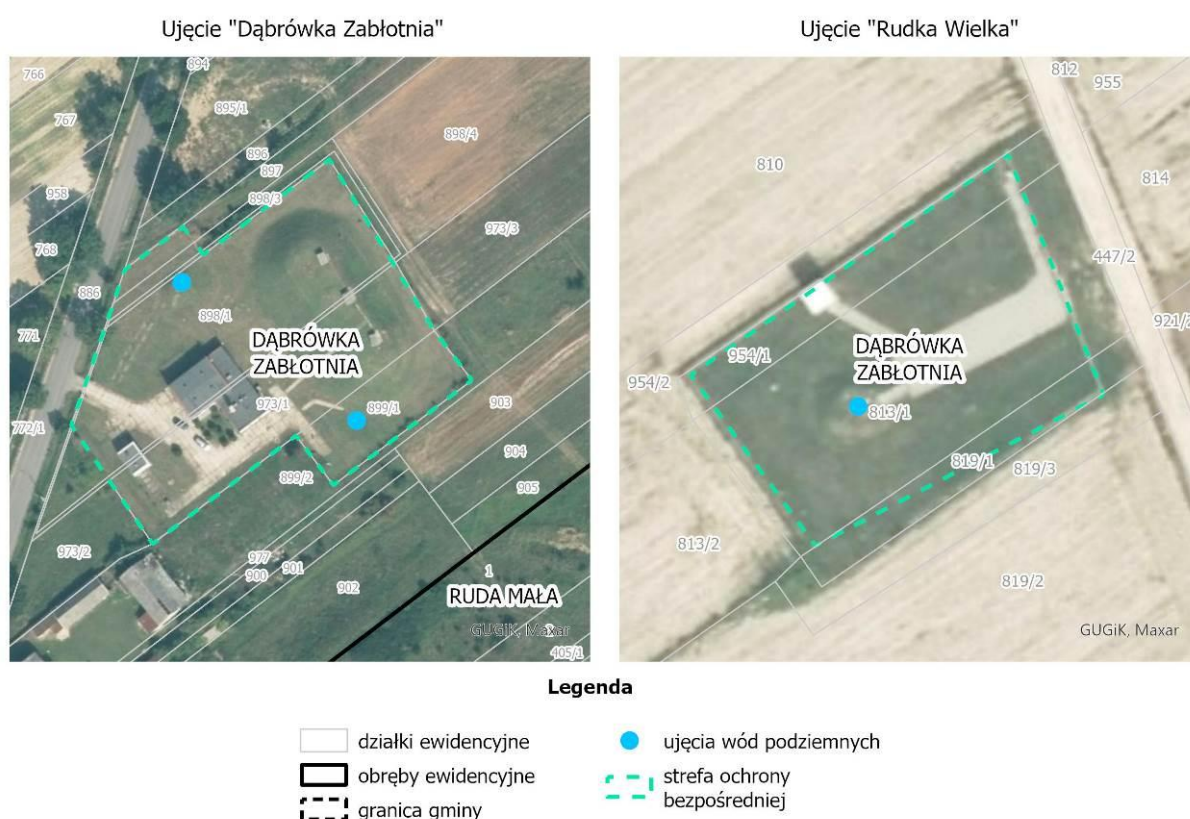 Ujęcie "Dąbrówka Zabłotnia"
766
894
767
895/1
898/4
896
897
958
898/3
768
973/3
886
771
898/1
DĄBRÓWKA
ZABŁOTNIA
973/1
899/1
903
772/1
904
899/2
905
973/2
977
901
900
902
1
RUDA MAŁA
GUGiK, Maxar
405/1
Ujęcie "Rudka Wielka"
812
955
810
814
447/2
921/2
954/1
DĄBRÓWKA
ZABŁOTNIA
954/2
813/1
819/1
819/3
813/2
819/2
GUGiK, Maxar
Legenda
działki ewidencyjne
obręby ewidencyjne
granica gminy
ujęcia wód podziemnych
strefa ochrony
bezpośredniej